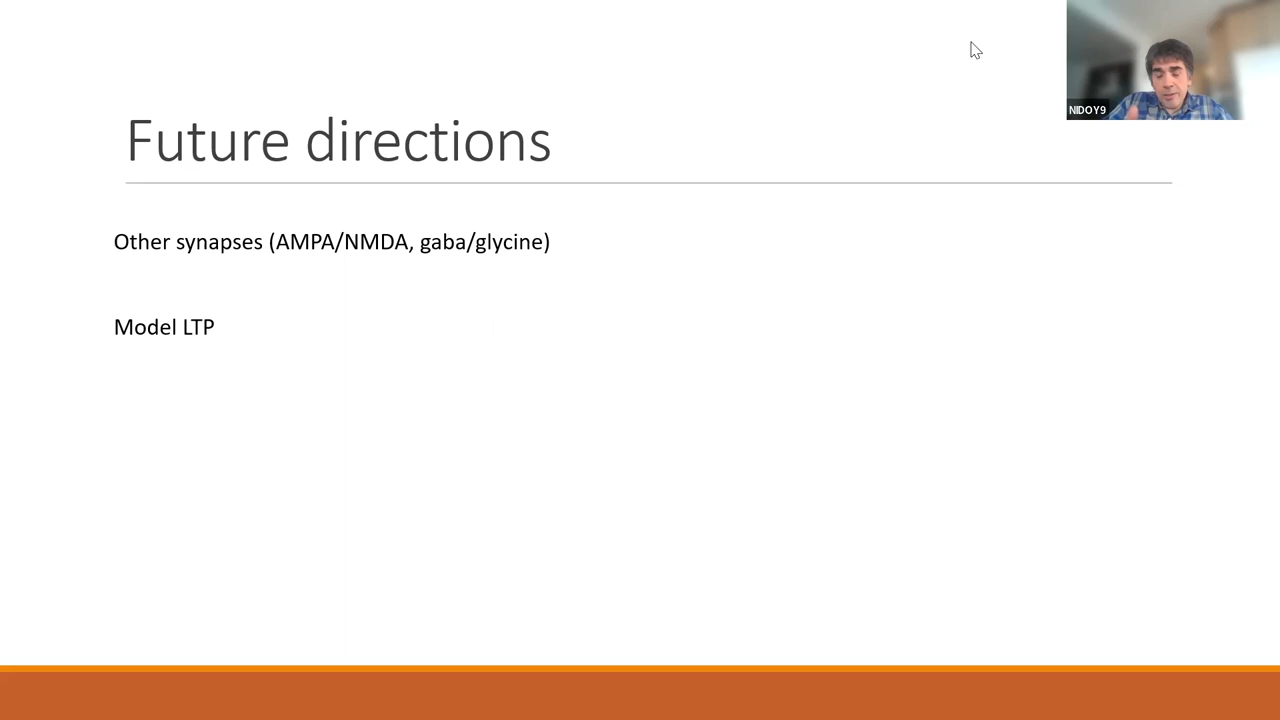 NIDOY9
Future directions
Other synapses (AMPA/NMDA, gaba/glycine)
Model LTP